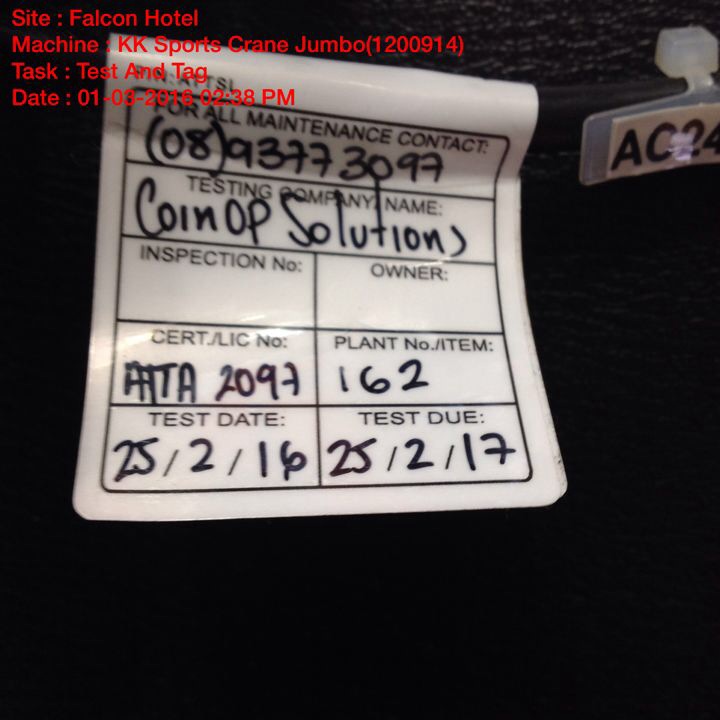 Site : Falcon Hotel
Machine : KK Sports Crane Jumbo(1200914)
Task : Test And Tag
Date : 01-03-2016 02:38 PM
FOR ALL MAINTENANCE CONTACT:
(08)93773097
TESTING COMPANY NAME:
CoinOP Solutions
INSPECTION No:
OWNER:
CERT./LIC No:
PLANT No./ITEM:
2097
162
TEST DATE:
TEST DUE:
25/2/16
25/2/17